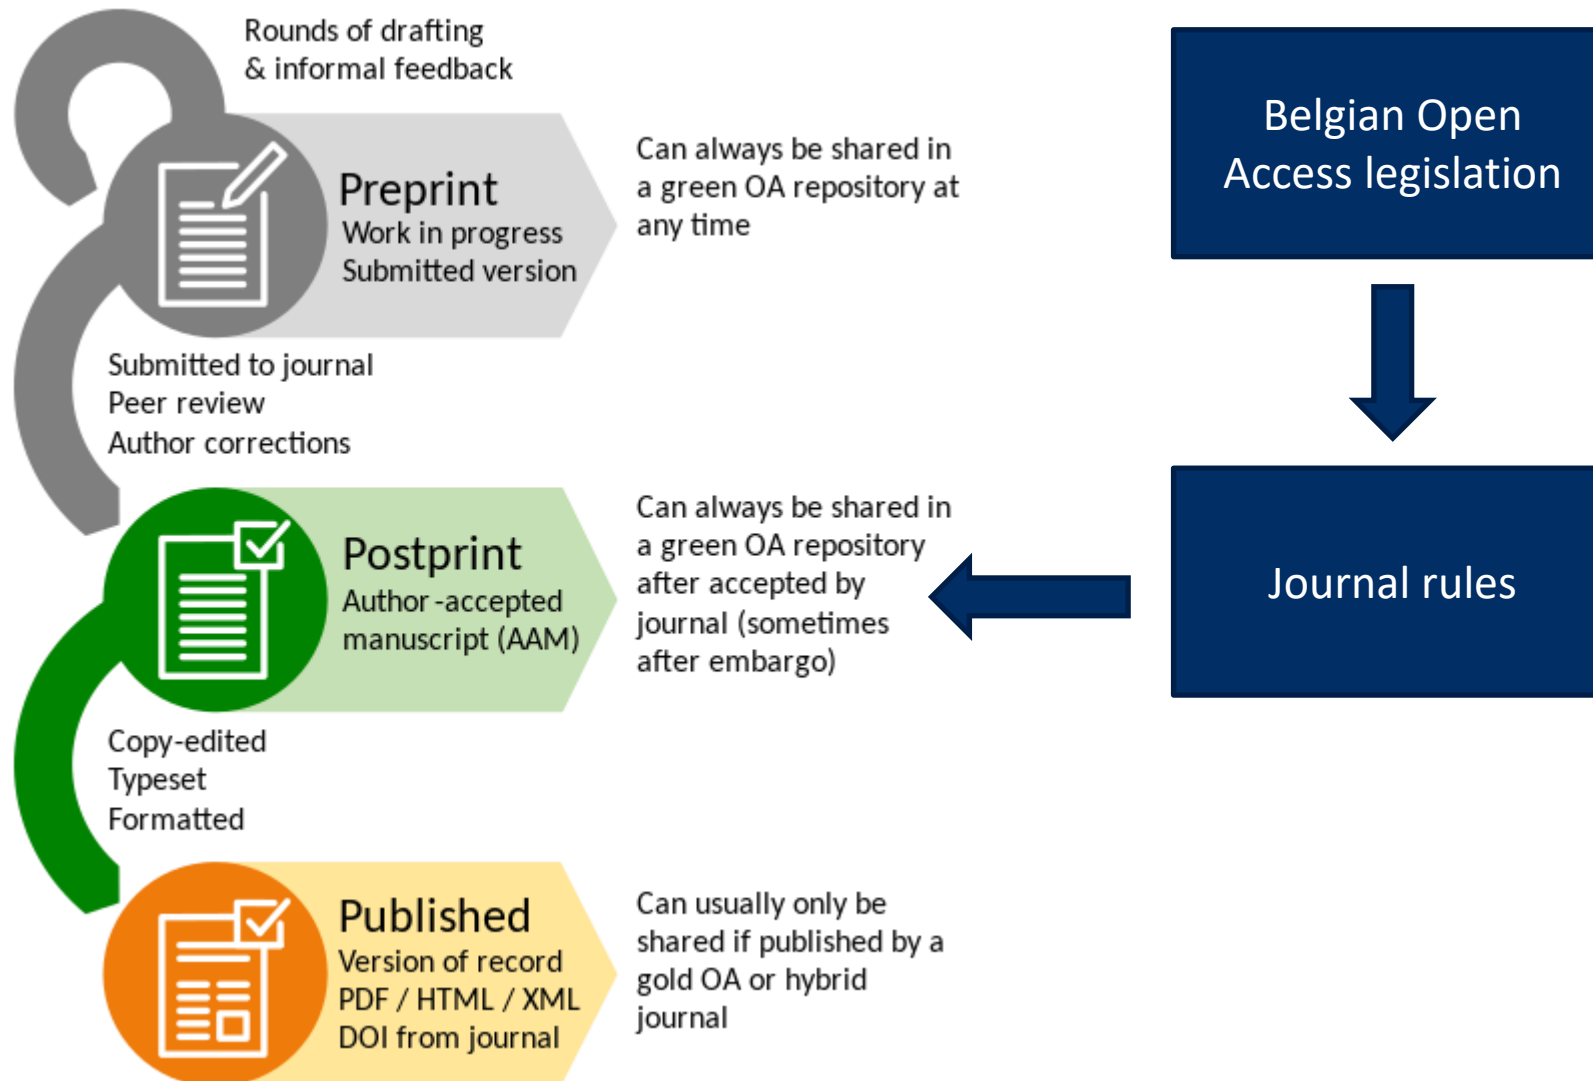 Rounds of drafting
& informal feedback
Preprint
Work in progress
Submitted version
Can always be shared in
a green OA repository at
any time
Submitted to journal
Peer review
Author corrections
Postprint
Author-accepted
manuscript (AAM)
Can always be shared in
a green OA repository
after accepted by
journal (sometimes
after embargo)
Copy-edited
Typeset
Formatted
Published
Version of record
PDF / HTML / XML
DOI from journal
Can usually only be
shared if published by a
gold OA or hybrid
journal
Belgian Open
Access legislation
Journal rules